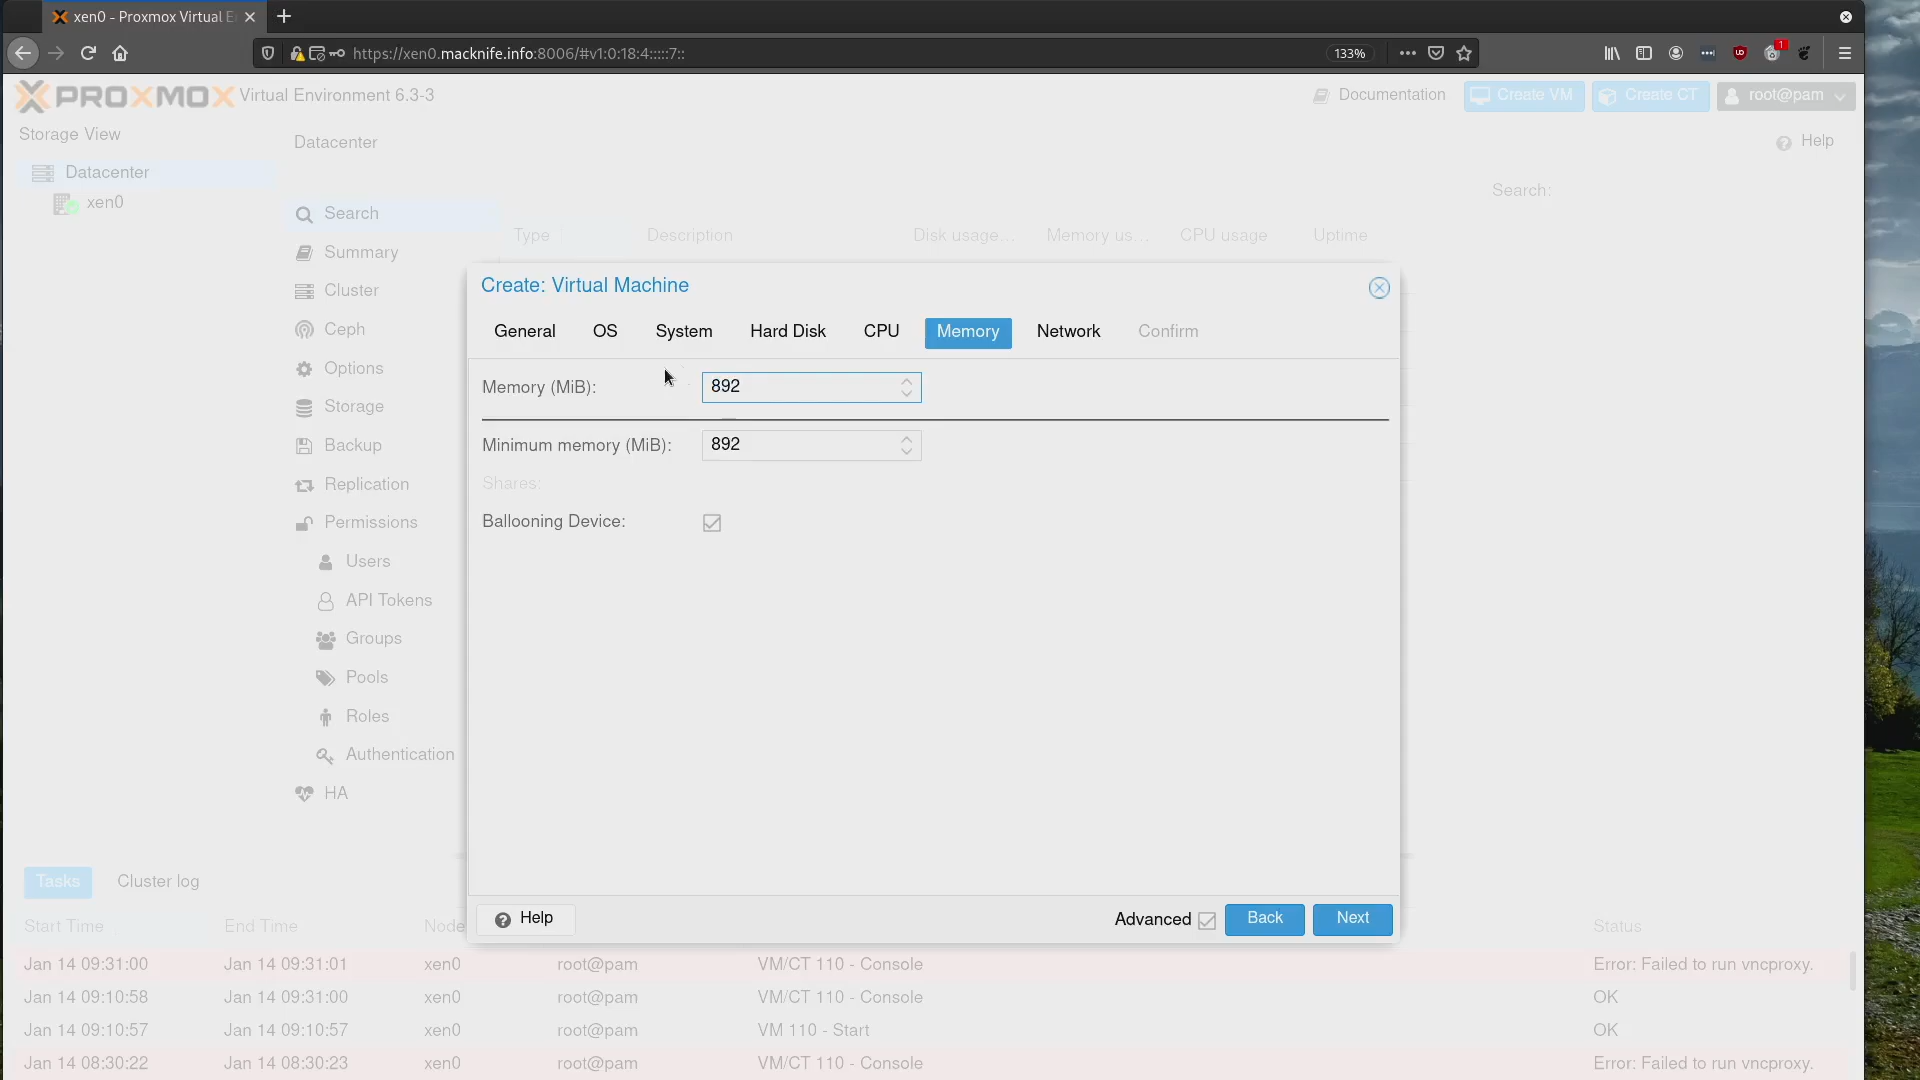 xen0 - Proxmox Virtual E
https://xen0.macknife.info:8006/#v1:0:18:4:::::7::
133%
1
PROXMOX Virtual Environment 6.3-3
Documentation
Create VM
Create CT
root@pam
Storage View
Datacenter
xen0
Datacenter
Help
Search
Summary
Cluster
Ceph
Options
Storage
Backup
Replication
Permissions
Users
API Tokens
Groups
Pools
Roles
Authentication
HA
Search:
Type Description Disk usage... Memory us... CPU usage Uptime
Create: Virtual Machine
General OS System Hard Disk CPU Memory Network Confirm
Memory (MiB): 892
Minimum memory (MiB): 892
Shares:
Ballooning Device:
Help
Advanced
Back
Next
Tasks Cluster log
Start Time End Time Node Status
Jan 14 09:31:00 Jan 14 09:31:01 xen0 root@pam VM/CT 110 - Console Error: Failed to run vncproxy.
Jan 14 09:10:58 Jan 14 09:31:00 xen0 root@pam VM/CT 110 - Console OK
Jan 14 09:10:57 Jan 14 09:10:57 xen0 root@pam VM 110 - Start OK
Jan 14 08:30:22 Jan 14 08:30:23 xen0 root@pam VM/CT 110 - Console Error: Failed to run vncproxy.